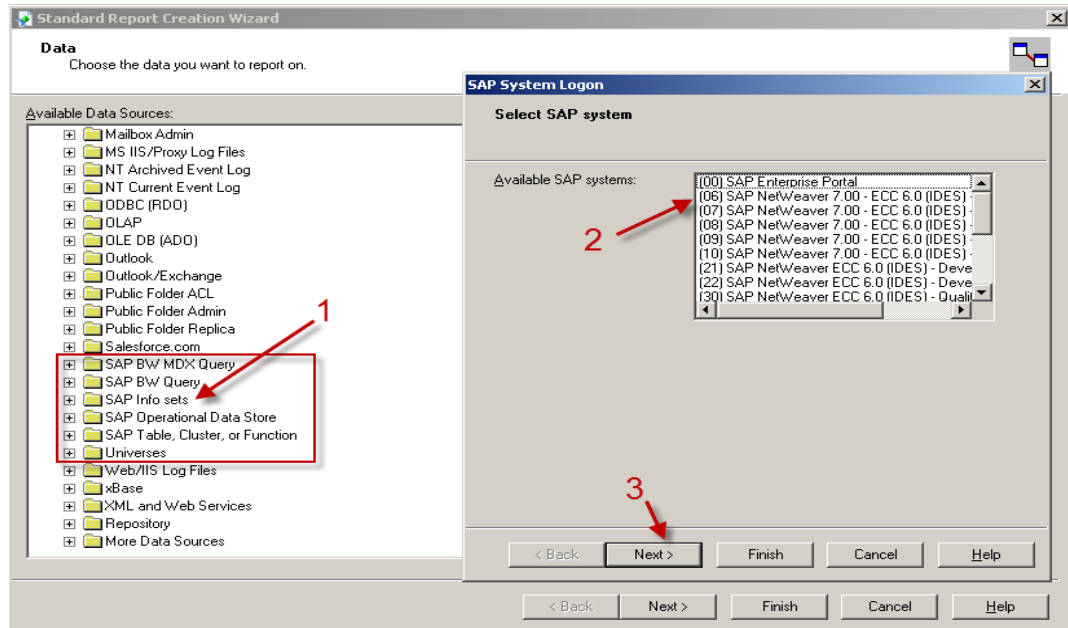 Standard Report Creation Wizard
Data
Choose the data you want to report on.
Available Data Sources:
Mailbox Admin
MS IIS/Proxy Log Files
NT Archived Event Log
NT Current Event Log
ODBC (RDO)
OLAP
OLE DB (ADO)
Outlook
Outlook/Exchange
Public Folder ACL
Public Folder Admin
Public Folder Replica
Salesforce.com
SAP BW MDX Query
SAP BW Query
SAP Info sets
SAP Operational Data Store
SAP Table, Cluster, or Function
Universes
Web/IIS Log Files
xBase
XML and Web Services
Repository
More Data Sources
1
SAP System Logon
Select SAP system
Available SAP systems:
(00) SAP Enterprise Portal
(06) SAP NetWeaver 7.00 - ECC 6.0 (IDES) -
(07) SAP NetWeaver 7.00 - ECC 6.0 (IDES) -
(08) SAP NetWeaver 7.00 - ECC 6.0 (IDES) -
(09) SAP NetWeaver 7.00 - ECC 6.0 (IDES) -
(10) SAP NetWeaver 7.00 - ECC 6.0 (IDES) -
(21) SAP NetWeaver ECC 6.0 (IDES) - Deve
(22) SAP NetWeaver ECC 6.0 (IDES) - Deve
(30) SAP NetWeaver ECC 6.0 (IDES) - Quali
2
3
< Back Next > Finish Cancel Help
< Back Next > Finish Cancel Help